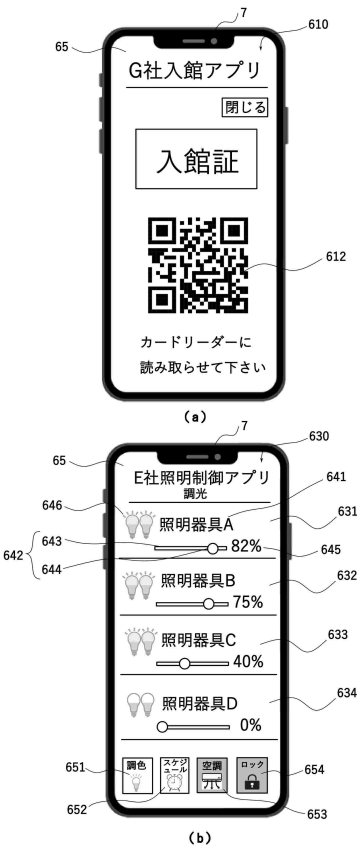 7
610
65
G社入館アプリ
閉じる
入館証
612
カードリーダーに
読み取らせて下さい
(a)
7
630
65
E社照明制御アプリ
調光
641
646
照明器具A
631
643
642
82%
645
644
照明器具B
632
75%
照明器具C
633
40%
照明器具D
634
0%
651
調色
スケジ
ュール
空調
ロック
654
652
653
(b)